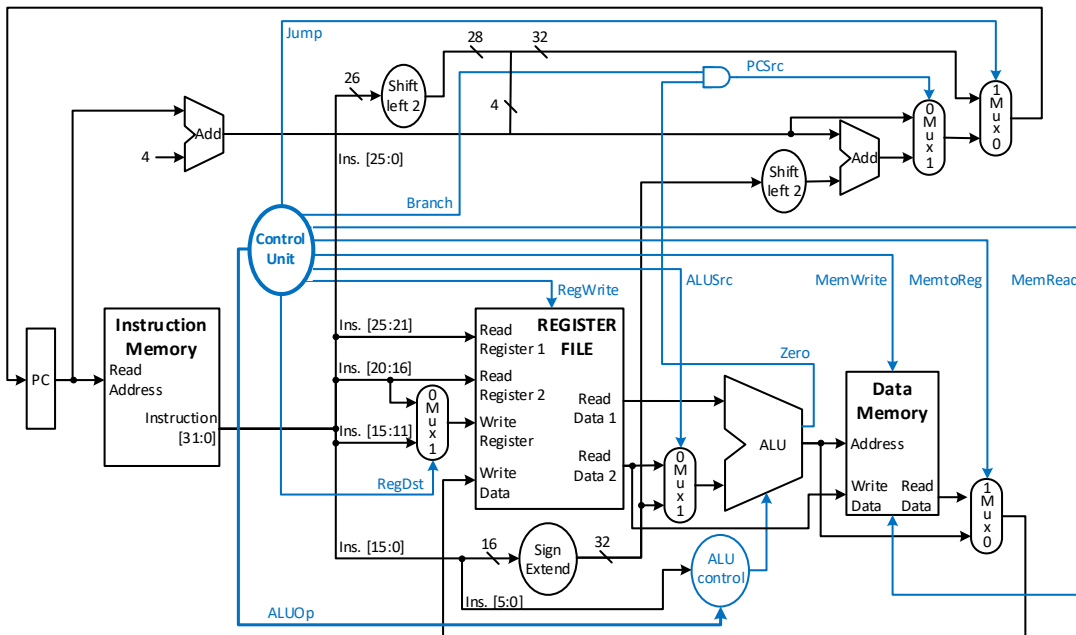 Jump
28
32
26
Shift
left 2
PCSrc
1
M
u
x
0
4
Add
4
0
M
u
x
1
Add
Ins. [25:0]
Shift
left 2
Branch
Control
Unit
RegWrite
ALUSrc
MemWrite
MemtoReg
MemRead
Instruction
Memory
Read
Address
Instruction
[31:0]
PC
Ins. [25:21]
Ins. [20:16]
Ins. [15:11]
0
M
u
x
1
RegDst
REGISTER
FILE
Read
Register 1
Read
Register 2
Write
Register
Write
Data
Read
Data 1
Read
Data 2
Zero
0
M
u
x
1
ALU
Data
Memory
Address
Write
Data
Read
Data
1
M
u
x
0
Ins. [15:0]
16
Sign
Extend
32
ALU
control
Ins. [5:0]
ALUOp